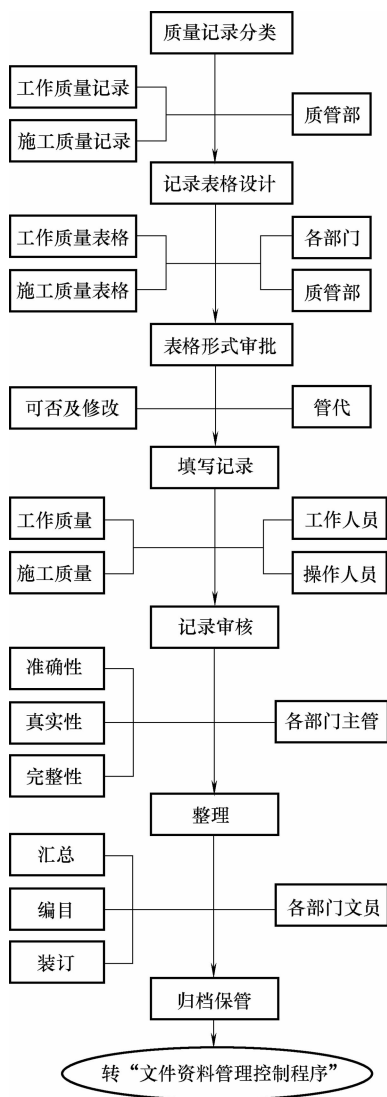 质量记录分类
工作质量记录
施工质量记录
质管部
记录表格设计
工作质量表格
施工质量表格
各部门
质管部
表格形式审批
可否及修改
管代
填写记录
工作质量
施工质量
工作人员
操作人员
记录审核
准确性
真实性
完整性
各部门主管
整理
汇总
编目
装订
各部门文员
归档保管
转“文件资料管理控制程序”